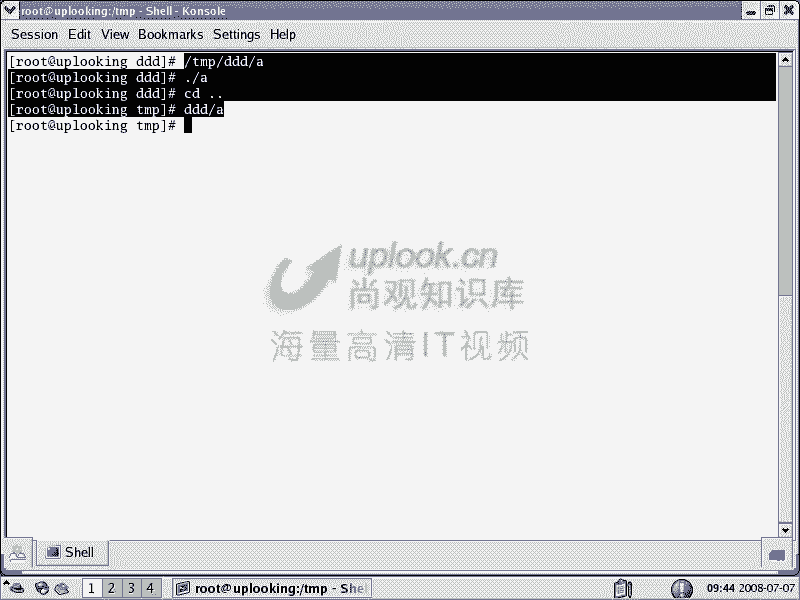 root@uplooking:/tmp - Shell - Konsole
Session Edit View Bookmarks Settings Help
[root@uplooking ddd]# /tmp/ddd/a
[root@uplooking ddd]# ./a
[root@uplooking ddd]# cd ..
[root@uplooking tmp]# ddd/a
[root@uplooking tmp]#
uplook.cn
尚观知识库
海量高清IT视频
Shell
1 2 3 4 root@uplooking:/tmp - She 09:44 2008-07-07